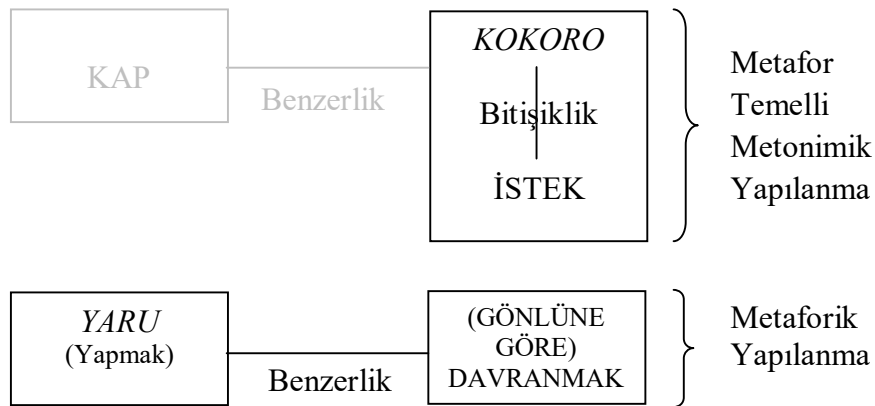 KAP
Benzerlik
KOKORO
Bitişiklik
İSTEK
Metafor
Temelli
Metonimik
Yapılanma
YARU
(Yapmak)
Benzerlik
(GÖNLÜNE
GÖRE)
DAVRANMAK
Metaforik
Yapılanma